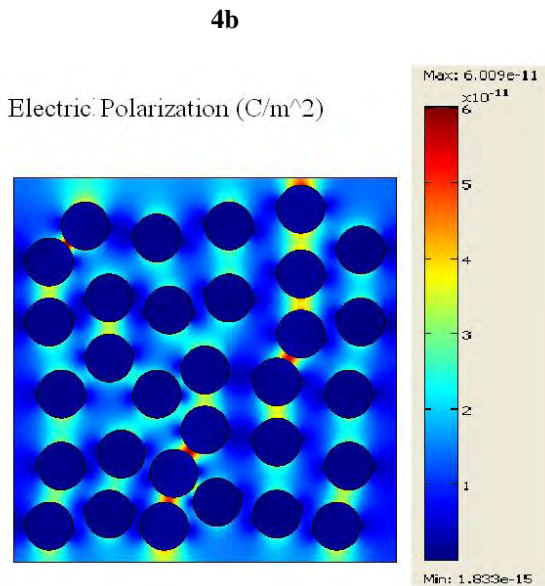 4b
Electric Polarization (C/m^2)
Max: 6.009e-11
x10⁻¹¹
6
5
4
3
2
1
Min: 1.833e-15